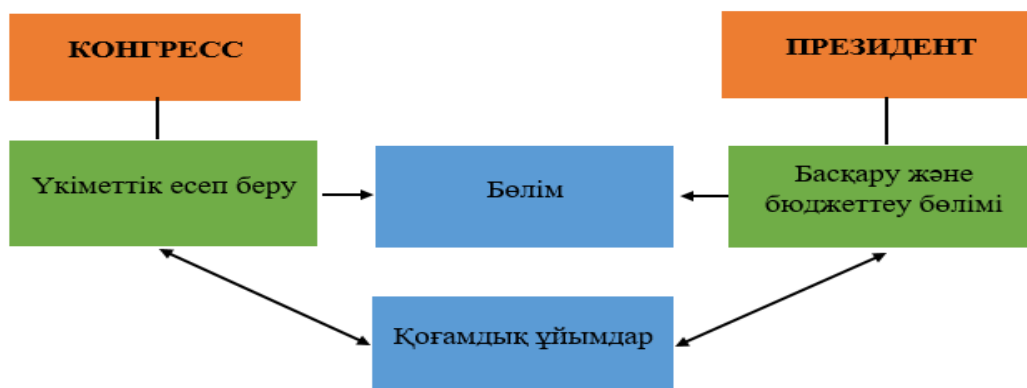 КОНГРЕСС
ПРЕЗИДЕНТ
Үкіметтік есеп беру
Бөлім
Басқару және
бюджеттеу бөлімі
Қоғамдық ұйымдар